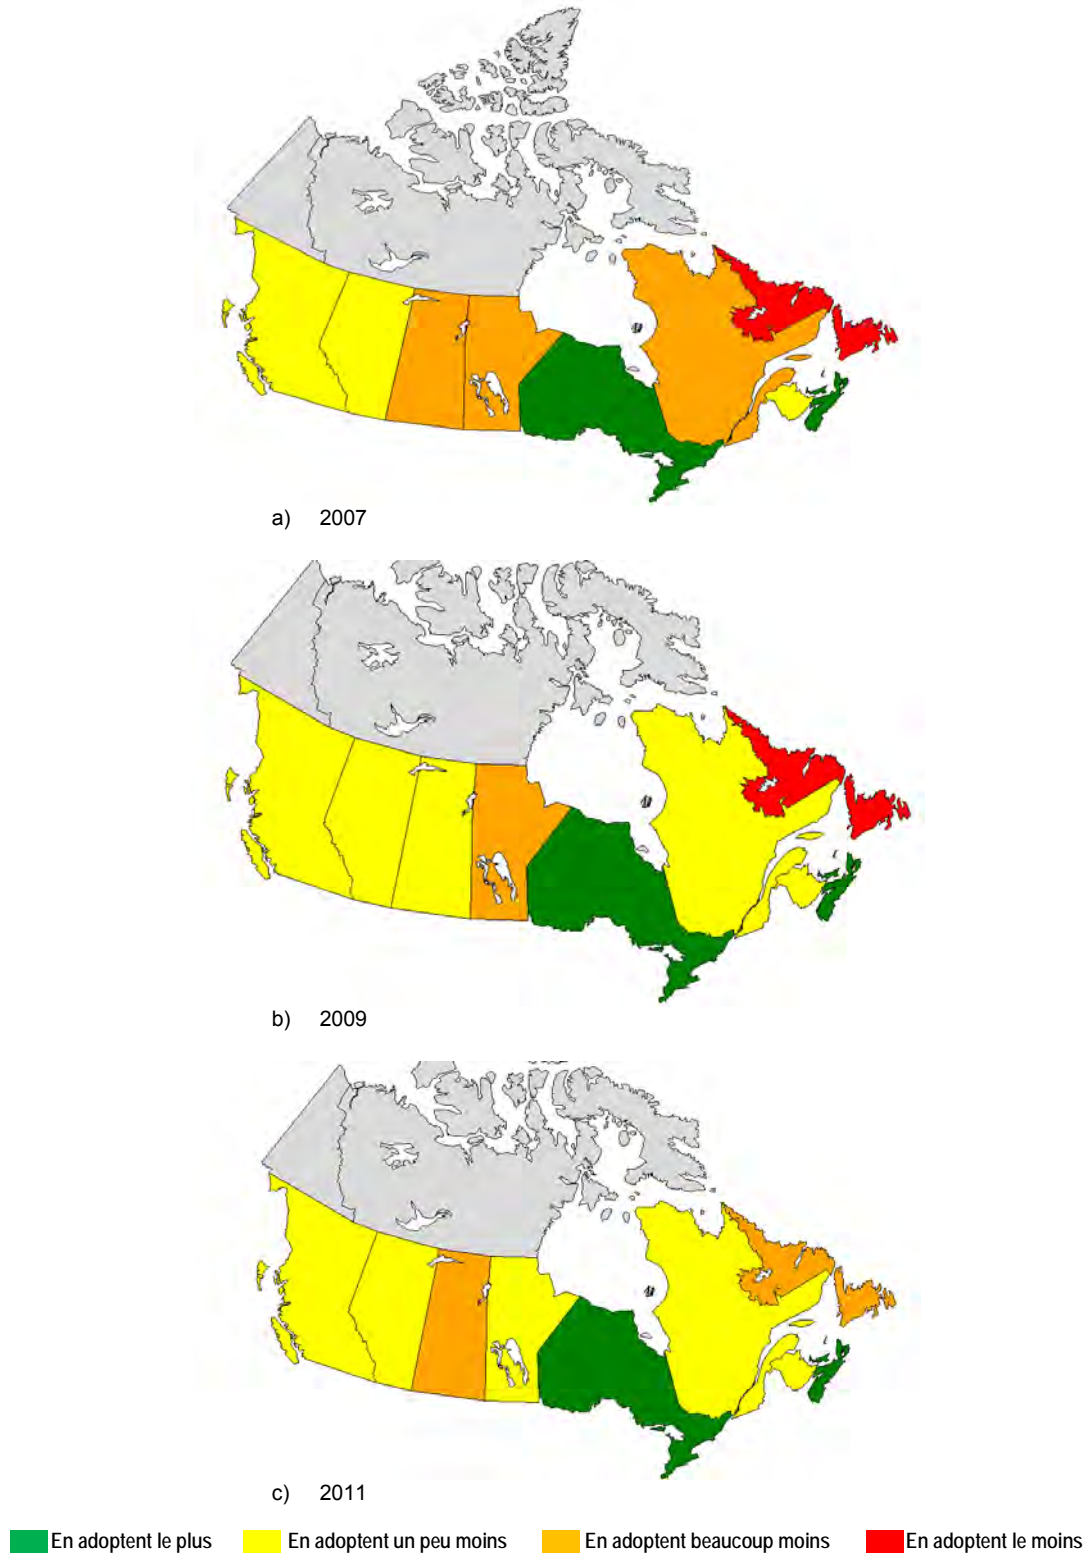 a) 2007
b) 2009
c) 2011
En adoptent le plus En adoptent un peu moins En adoptent beaucoup moins En adoptent le moins